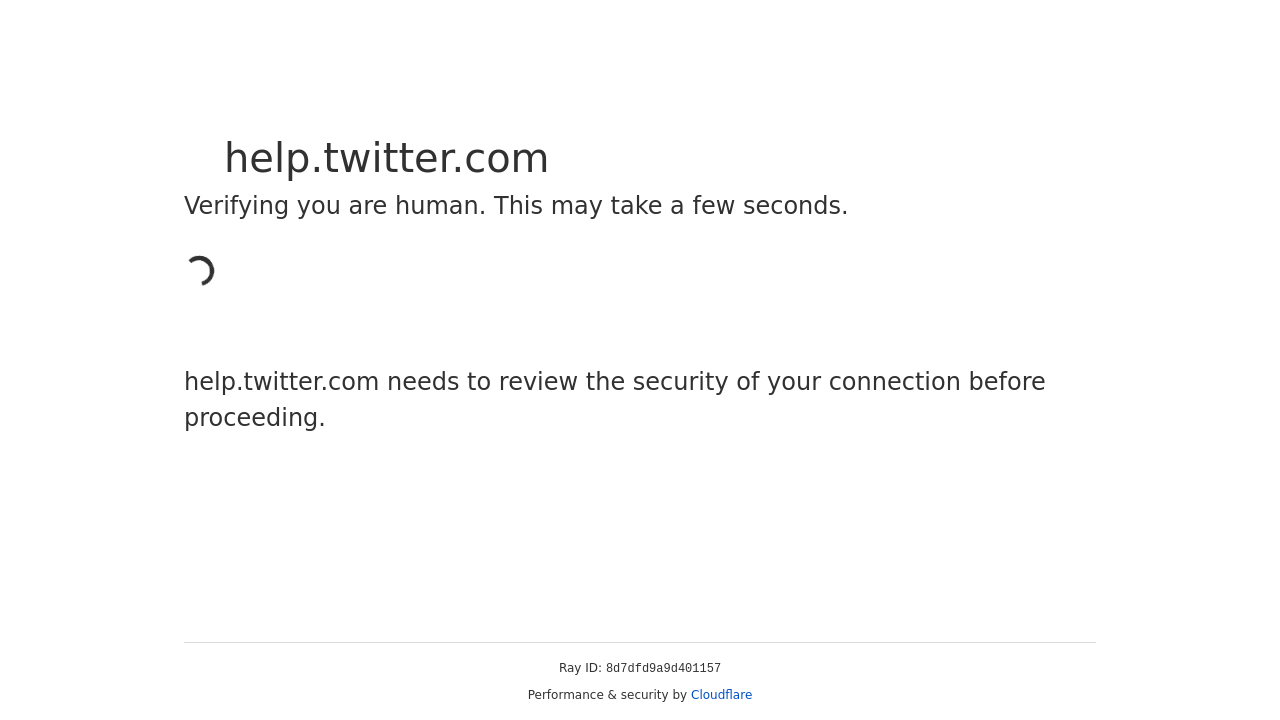 help.twitter.com
Verifying you are human. This may take a few seconds.
help.twitter.com needs to review the security of your connection before
proceeding.
Ray ID: 8d7dfd9a9d401157
Performance & security by Cloudflare